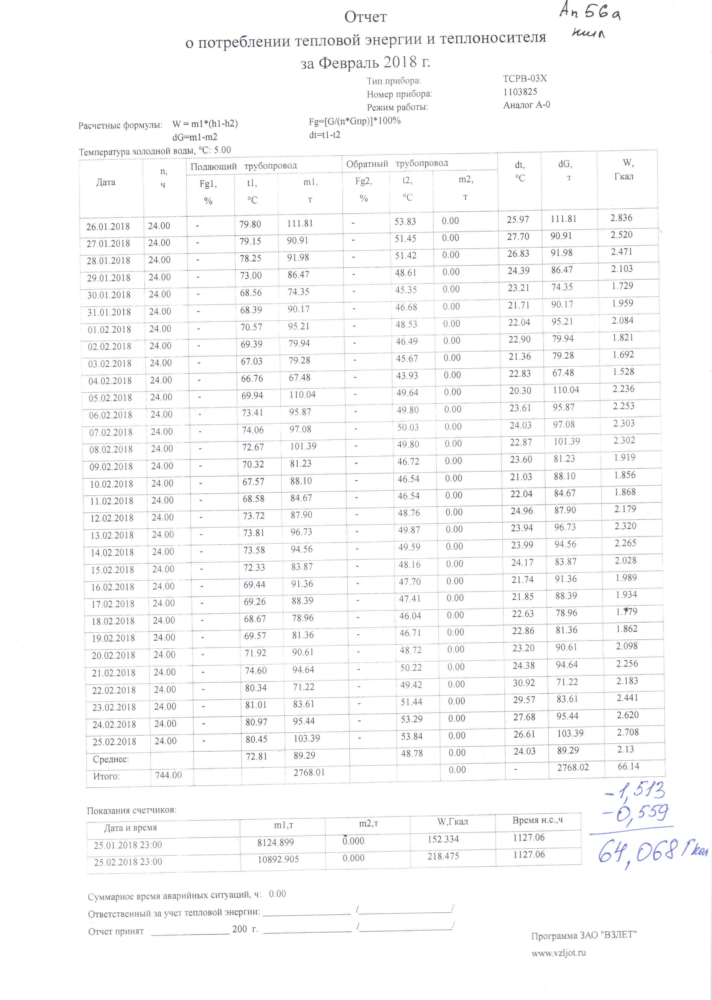 Ап 56а
жил
Отчет
о потреблении тепловой энергии и теплоносителя
за Февраль 2018 г.
Тип прибора: ТСРВ-03Х
Номер прибора: 1103825
Режим работы: Аналог А-0
Расчетные формулы: W = m1*(h1-h2) Fg=[G/(n*Gпр)]*100%
dG=m1-m2 dt=t1-t2
Температура холодной воды, °С: 5.00
Дата n, ч Подающий трубопровод Обратный трубопровод dt, °С dG, т W, Гкал
Fg1, % t1, °С m1, т Fg2, % t2, °С m2, т
26.01.2018 24.00 - 79.80 111.81 - 53.83 0.00 25.97 111.81 2.836
27.01.2018 24.00 - 79.15 90.91 - 51.45 0.00 27.70 90.91 2.520
28.01.2018 24.00 - 78.25 91.98 - 51.42 0.00 26.83 91.98 2.471
29.01.2018 24.00 - 73.00 86.47 - 48.61 0.00 24.39 86.47 2.103
30.01.2018 24.00 - 68.56 74.35 - 45.35 0.00 23.21 74.35 1.729
31.01.2018 24.00 - 68.39 90.17 - 46.68 0.00 21.71 90.17 1.959
01.02.2018 24.00 - 70.57 95.21 - 48.53 0.00 22.04 95.21 2.084
02.02.2018 24.00 - 69.39 79.94 - 46.49 0.00 22.90 79.94 1.821
03.02.2018 24.00 - 67.03 79.28 - 45.67 0.00 21.36 79.28 1.692
04.02.2018 24.00 - 66.76 67.48 - 43.93 0.00 22.83 67.48 1.528
05.02.2018 24.00 - 69.94 110.04 - 49.64 0.00 20.30 110.04 2.236
06.02.2018 24.00 - 73.41 95.87 - 49.80 0.00 23.61 95.87 2.253
07.02.2018 24.00 - 74.06 97.08 - 50.03 0.00 24.03 97.08 2.303
08.02.2018 24.00 - 72.67 101.39 - 49.80 0.00 22.87 101.39 2.302
09.02.2018 24.00 - 70.32 81.23 - 46.72 0.00 23.60 81.23 1.919
10.02.2018 24.00 - 67.57 88.10 - 46.54 0.00 21.03 88.10 1.856
11.02.2018 24.00 - 68.58 84.67 - 46.54 0.00 22.04 84.67 1.868
12.02.2018 24.00 - 73.72 87.90 - 48.76 0.00 24.96 87.90 2.179
13.02.2018 24.00 - 73.81 96.73 - 49.87 0.00 23.94 96.73 2.320
14.02.2018 24.00 - 73.58 94.56 - 49.59 0.00 23.99 94.56 2.265
15.02.2018 24.00 - 72.33 83.87 - 48.16 0.00 24.17 83.87 2.028
16.02.2018 24.00 - 69.44 91.36 - 47.70 0.00 21.74 91.36 1.989
17.02.2018 24.00 - 69.26 88.39 - 47.41 0.00 21.85 88.39 1.934
18.02.2018 24.00 - 68.67 78.96 - 46.04 0.00 22.63 78.96 1.779
19.02.2018 24.00 - 69.57 81.36 - 46.71 0.00 22.86 81.36 1.862
20.02.2018 24.00 - 71.92 90.61 - 48.72 0.00 23.20 90.61 2.098
21.02.2018 24.00 - 74.60 94.64 - 50.22 0.00 24.38 94.64 2.256
22.02.2018 24.00 - 80.34 71.22 - 49.42 0.00 30.92 71.22 2.183
23.02.2018 24.00 - 81.01 83.61 - 51.44 0.00 29.57 83.61 2.441
24.02.2018 24.00 - 80.97 95.44 - 53.29 0.00 27.68 95.44 2.620
25.02.2018 24.00 - 80.45 103.39 - 53.84 0.00 26.61 103.39 2.708
Среднее: 72.81 89.29 48.78 0.00 24.03 89.29 2.13
Итого: 744.00 2768.01 0.00 - 2768.02 66.14
-1,513
-0,559
64,068 Гкал
Показания счетчиков:
Дата и время m1,т m2,т W,Гкал Время н.с.,ч
25.01.2018 23:00 8124.899 0.000 152.334 1127.06
25.02.2018 23:00 10892.905 0.000 218.475 1127.06
Суммарное время аварийных ситуаций, ч: 0.00
Ответственный за учет тепловой энергии: ________ /________/
Отчет принят ________ 200 г. ________ /________/
Программа ЗАО "ВЗЛЕТ"
www.vzljot.ru